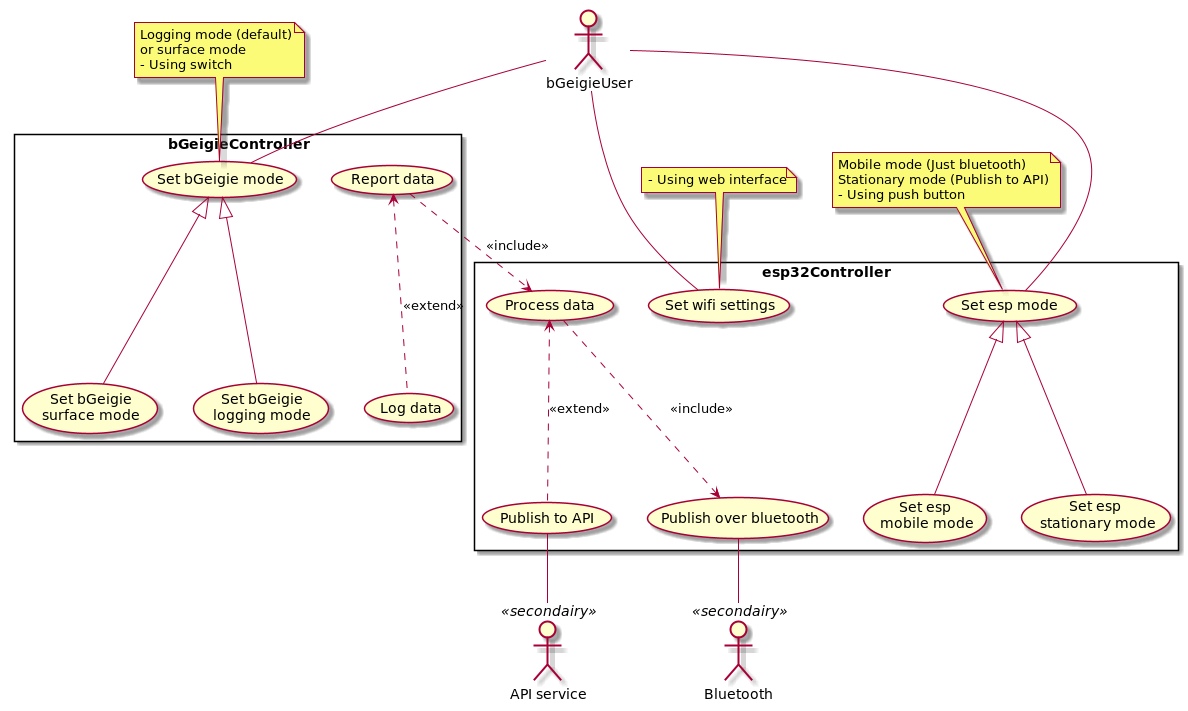 Logging mode (default)
or surface mode
- Using switch
bGeigieUser
bGeigieController
Set bGeigie mode
Report data
- Using web interface
Mobile mode (Just bluetooth)
Stationary mode (Publish to API)
- Using push button
«include»
esp32Controller
«extend»
Process data
Set wifi settings
Set esp mode
Set bGeigie
surface mode
Set bGeigie
logging mode
Log data
«extend»
«include»
Publish to API
Publish over bluetooth
Set esp
mobile mode
Set esp
stationary mode
«secondairy»
API service
«secondairy»
Bluetooth